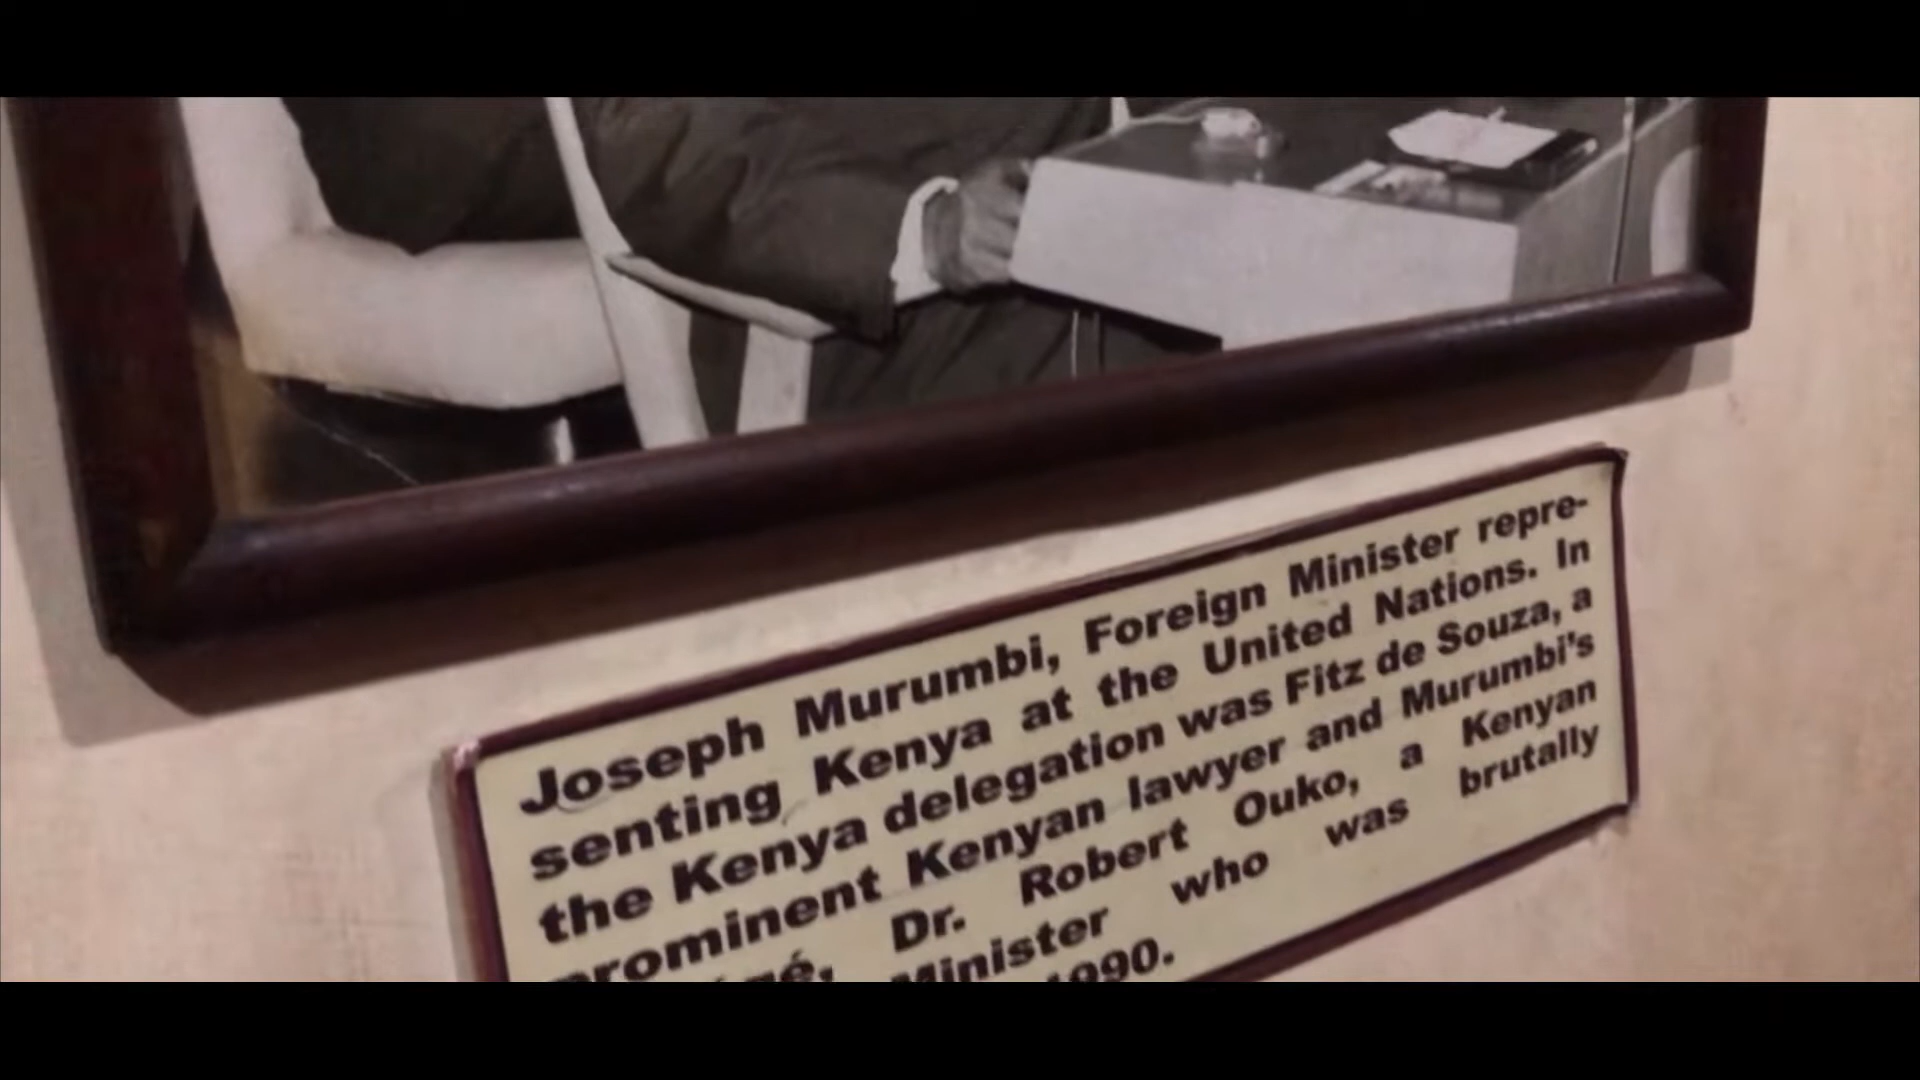 Joseph Murumbi, Foreign Minister repre-
senting Kenya at the United Nations. In
the Kenya delegation was Fitz de Souza, a
prominent Kenyan lawyer and Murumbi's
Dr. Robert Ouko, a Kenyan
Minister who was brutally
1990.